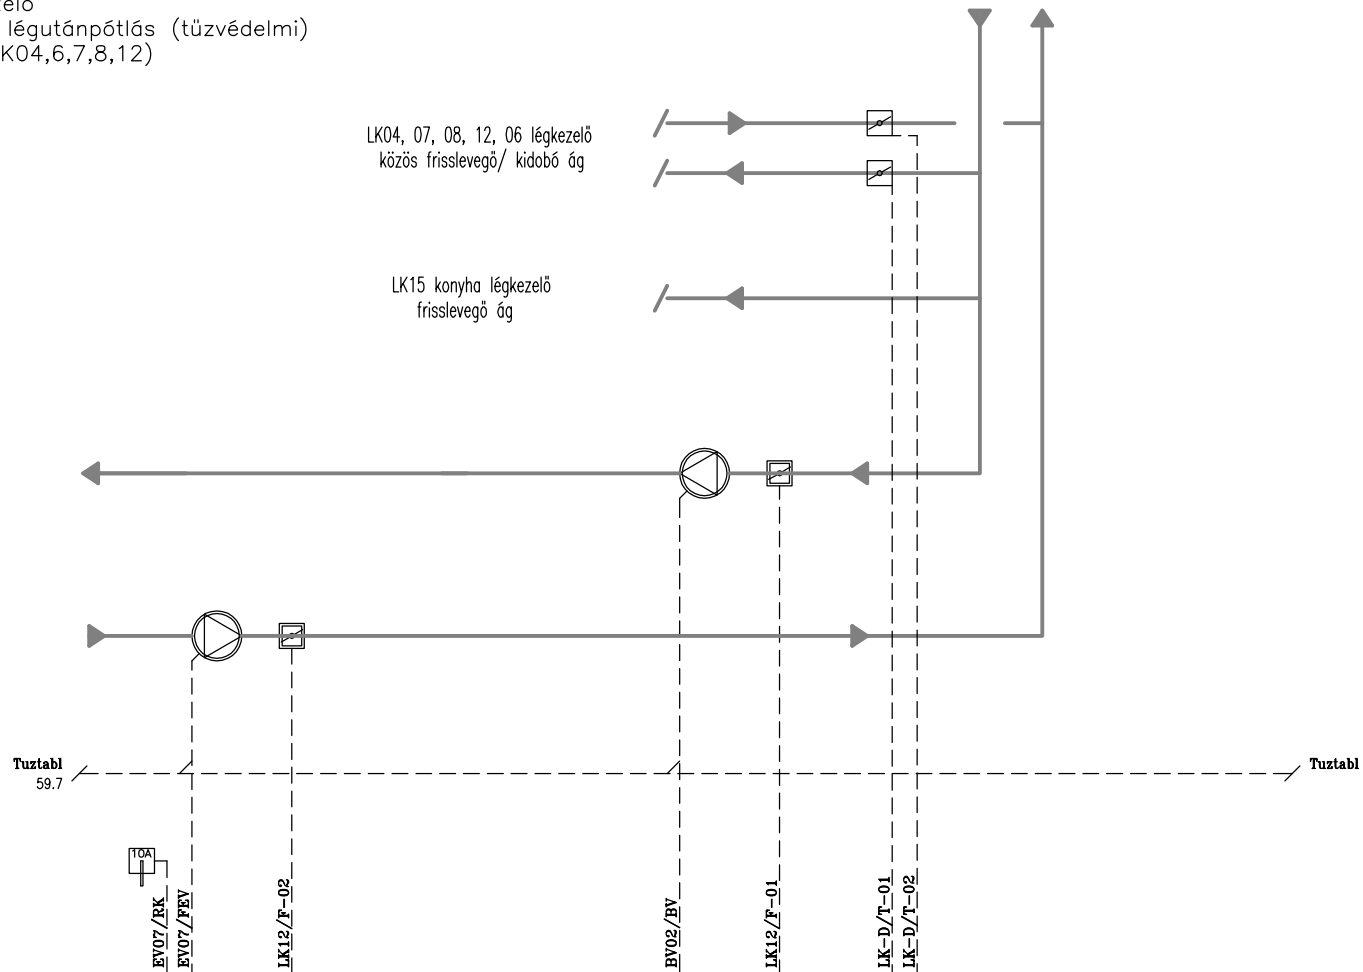 légutánpótlás (tüzvédelmi)
K04,6,7,8,12)
LK04, 07, 08, 12, 06 légkezelő
közös frisslevegő/ kidobó ág
LK15 konyha légkezelő
frisslevegő ág
Tuztabl
59.7
Tuztabl
10A
EV07/RK
EV07/FEV
LK12/F-02
BV02/BV
LK12/F-01
LK-D/T-01
LK-D/T-02